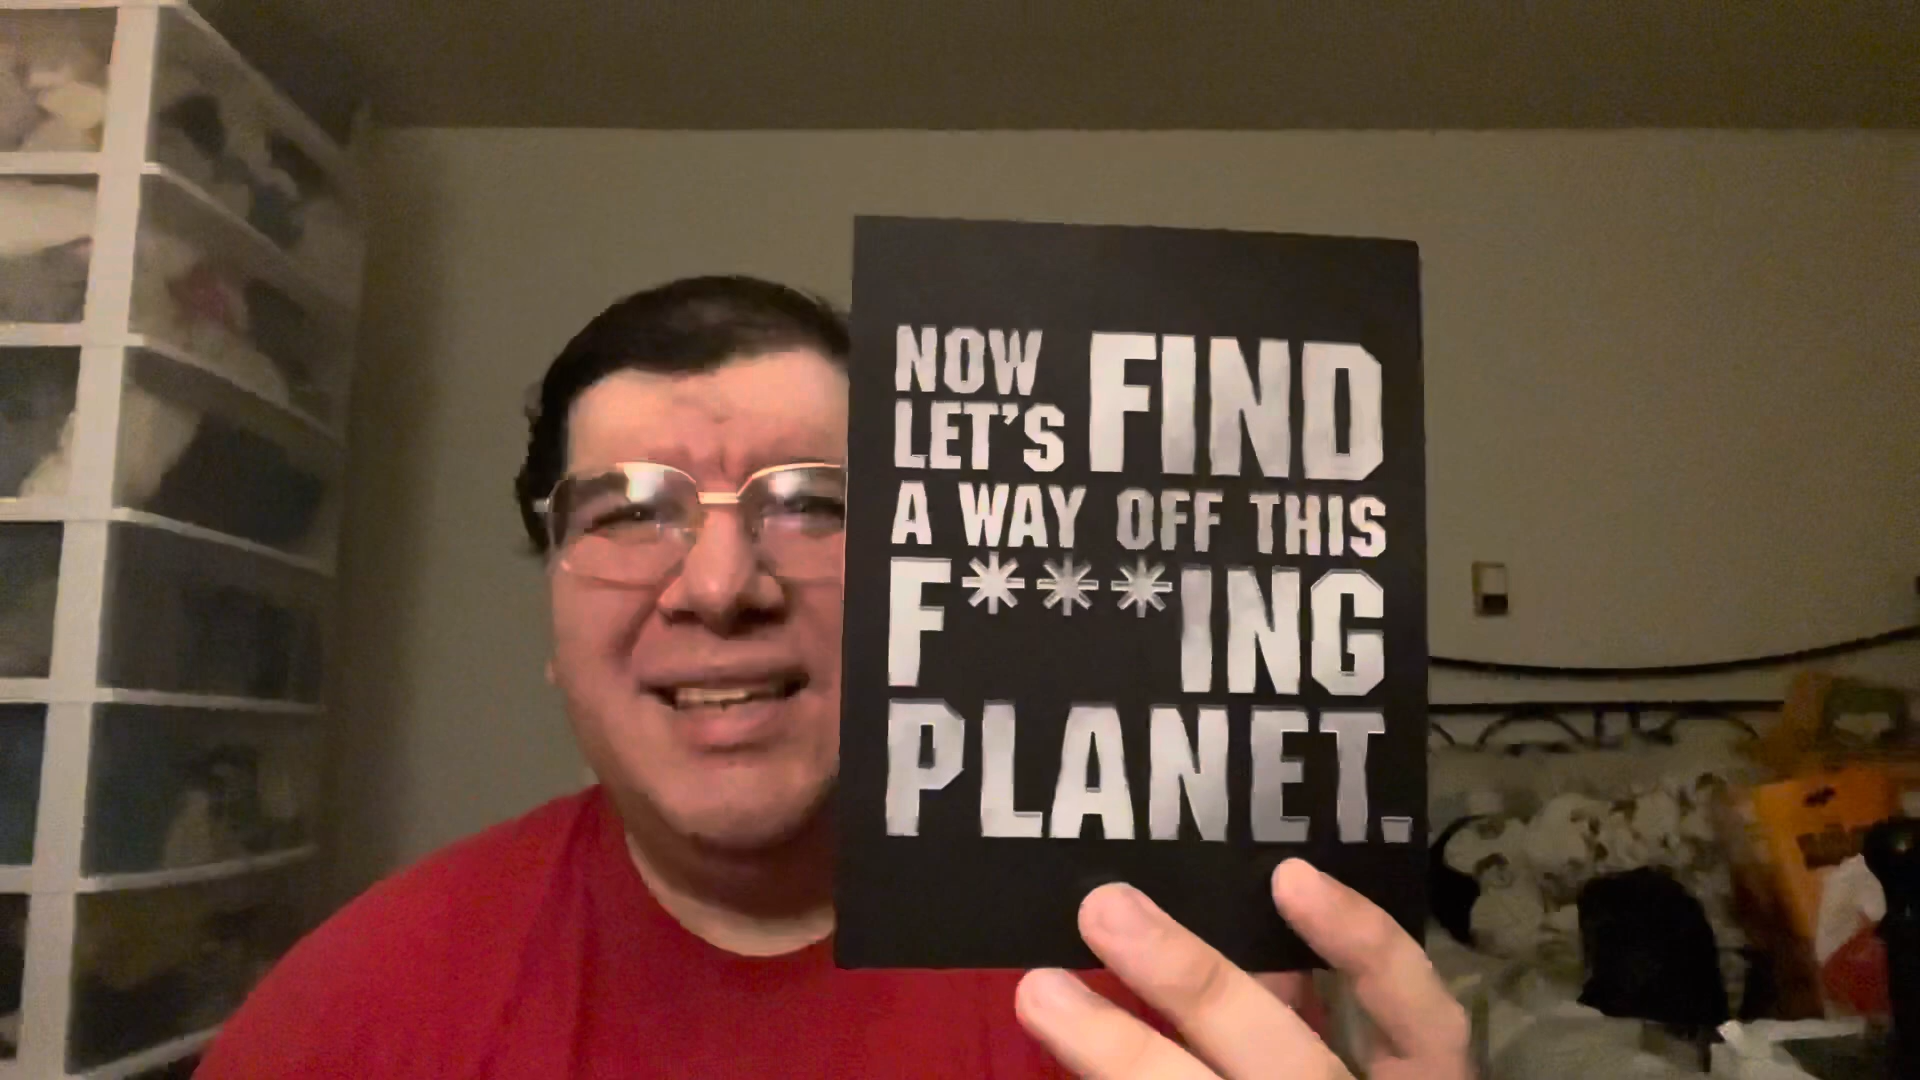 NOW
LET'S FIND
A WAY OFF THIS
F***ING
PLANET.